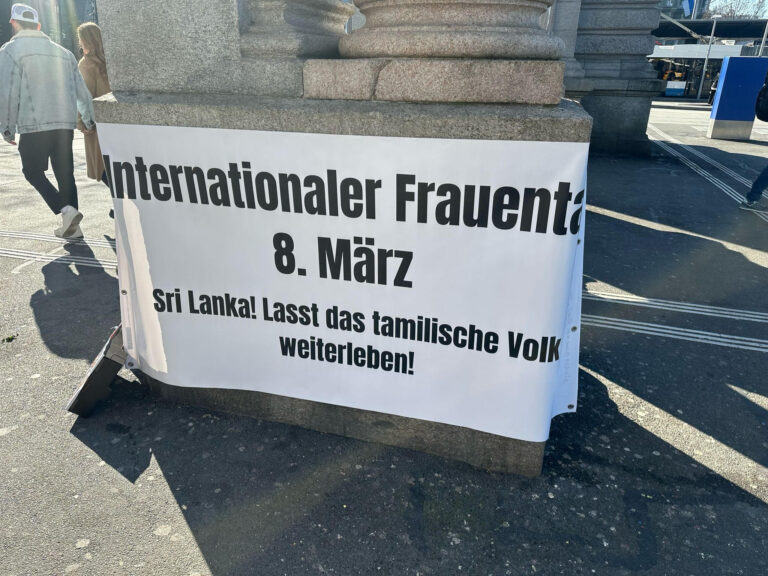 Internationaler Frauenta
8. März
Sri Lanka! Lasst das tamilische Volk
weiterleben!